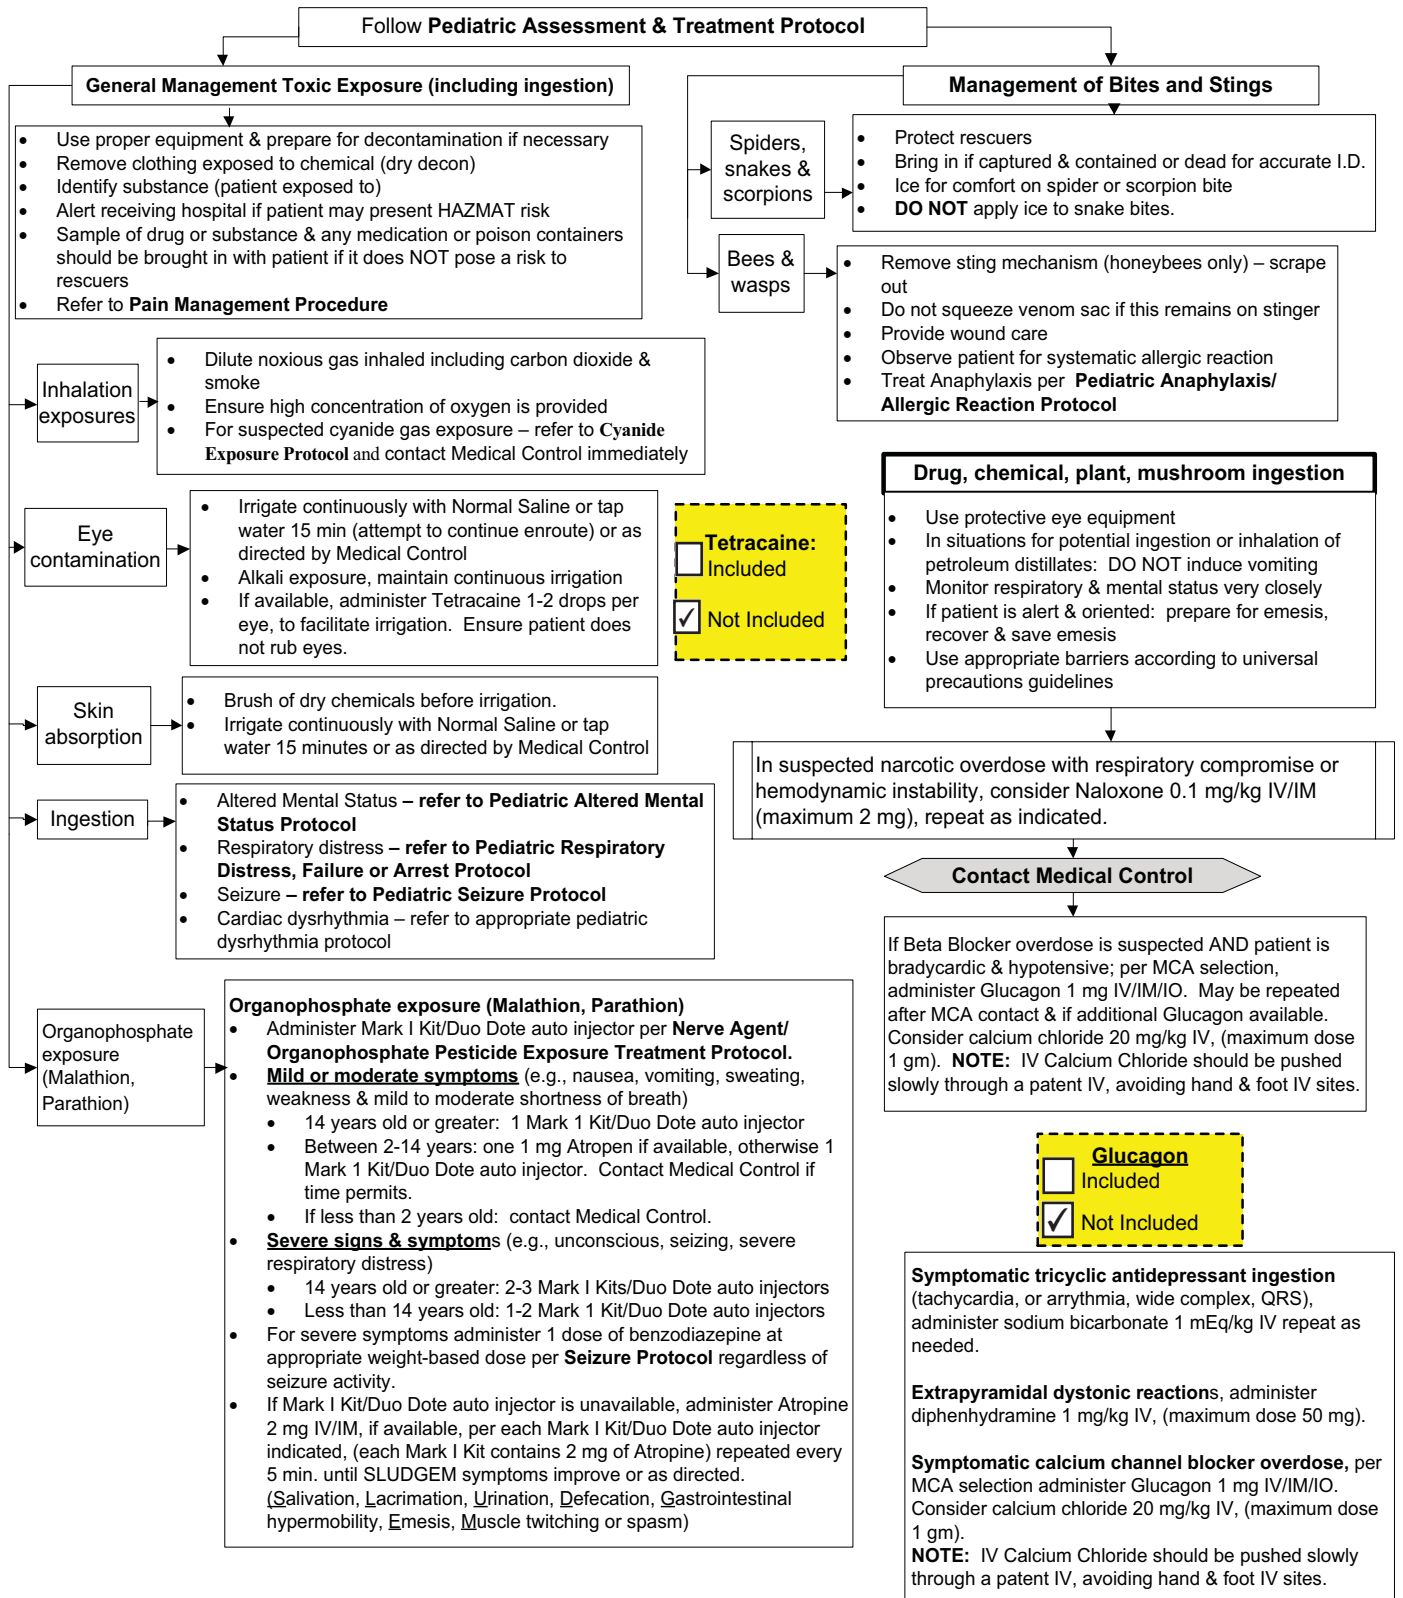 Follow Pediatric Assessment & Treatment Protocol
General Management Toxic Exposure (including ingestion)
• Use proper equipment & prepare for decontamination if necessary
• Remove clothing exposed to chemical (dry decon)
• Identify substance (patient exposed to)
• Alert receiving hospital if patient may present HAZMAT risk
• Sample of drug or substance & any medication or poison containers
should be brought in with patient if it does NOT pose a risk to
rescuers
• Refer to Pain Management Procedure
Inhalation
exposures
• Dilute noxious gas inhaled including carbon dioxide &
smoke
• Ensure high concentration of oxygen is provided
• For suspected cyanide gas exposure – refer to Cyanide
Exposure Protocol and contact Medical Control immediately
Eye
contamination
• Irrigate continuously with Normal Saline or tap
water 15 min (attempt to continue enroute) or as
directed by Medical Control
• Alkali exposure, maintain continuous irrigation
• If available, administer Tetracaine 1-2 drops per
eye, to facilitate irrigation. Ensure patient does
not rub eyes.
Tetracaine:
Included
✓ Not Included
Skin
absorption
• Brush of dry chemicals before irrigation.
• Irrigate continuously with Normal Saline or tap
water 15 minutes or as directed by Medical Control
Ingestion
• Altered Mental Status – refer to Pediatric Altered Mental
Status Protocol
• Respiratory distress – refer to Pediatric Respiratory
Distress, Failure or Arrest Protocol
• Seizure – refer to Pediatric Seizure Protocol
• Cardiac dysrhythmia – refer to appropriate pediatric
dysrhythmia protocol
Organophosphate
exposure
(Malathion,
Parathion)
Organophosphate exposure (Malathion, Parathion)
• Administer Mark I Kit/Duo Dote auto injector per Nerve Agent/
Organophosphate Pesticide Exposure Treatment Protocol.
• Mild or moderate symptoms (e.g., nausea, vomiting, sweating,
weakness & mild to moderate shortness of breath)
• 14 years old or greater: 1 Mark 1 Kit/Duo Dote auto injector
• Between 2-14 years: one 1 mg Atropen if available, otherwise 1
Mark 1 Kit/Duo Dote auto injector. Contact Medical Control if
time permits.
• If less than 2 years old: contact Medical Control.
• Severe signs & symptoms (e.g., unconscious, seizing, severe
respiratory distress)
• 14 years old or greater: 2-3 Mark I Kits/Duo Dote auto injectors
• Less than 14 years old: 1-2 Mark 1 Kit/Duo Dote auto injectors
• For severe symptoms administer 1 dose of benzodiazepine at
appropriate weight-based dose per Seizure Protocol regardless of
seizure activity.
• If Mark I Kit/Duo Dote auto injector is unavailable, administer Atropine
2 mg IV/IM, if available, per each Mark I Kit/Duo Dote auto injector
indicated, (each Mark I Kit contains 2 mg of Atropine) repeated every
5 min. until SLUDGEM symptoms improve or as directed.
(Salivation, Lacrimation, Urination, Defecation, Gastrointestinal
hypermobility, Emesis, Muscle twitching or spasm)
Management of Bites and Stings
Spiders,
snakes &
scorpions
• Protect rescuers
• Bring in if captured & contained or dead for accurate I.D.
• Ice for comfort on spider or scorpion bite
• DO NOT apply ice to snake bites.
Bees &
wasps
• Remove sting mechanism (honeybees only) – scrape
out
• Do not squeeze venom sac if this remains on stinger
• Provide wound care
• Observe patient for systematic allergic reaction
• Treat Anaphylaxis per Pediatric Anaphylaxis/
Allergic Reaction Protocol
Drug, chemical, plant, mushroom ingestion
• Use protective eye equipment
• In situations for potential ingestion or inhalation of
petroleum distillates: DO NOT induce vomiting
• Monitor respiratory & mental status very closely
• If patient is alert & oriented: prepare for emesis,
recover & save emesis
• Use appropriate barriers according to universal
precautions guidelines
In suspected narcotic overdose with respiratory compromise or
hemodynamic instability, consider Naloxone 0.1 mg/kg IV/IM
(maximum 2 mg), repeat as indicated.
Contact Medical Control
If Beta Blocker overdose is suspected AND patient is
bradycardic & hypotensive; per MCA selection,
administer Glucagon 1 mg IV/IM/IO. May be repeated
after MCA contact & if additional Glucagon available.
Consider calcium chloride 20 mg/kg IV, (maximum dose
1 gm). NOTE: IV Calcium Chloride should be pushed
slowly through a patent IV, avoiding hand & foot IV sites.
Glucagon
Included
✓ Not Included
Symptomatic tricyclic antidepressant ingestion
(tachycardia, or arrythmia, wide complex, QRS),
administer sodium bicarbonate 1 mEq/kg IV repeat as
needed.
Extrapyramidal dystonic reactions, administer
diphenhydramine 1 mg/kg IV, (maximum dose 50 mg).
Symptomatic calcium channel blocker overdose, per
MCA selection administer Glucagon 1 mg IV/IM/IO.
Consider calcium chloride 20 mg/kg IV, (maximum dose
1 gm).
NOTE: IV Calcium Chloride should be pushed slowly
through a patent IV, avoiding hand & foot IV sites.